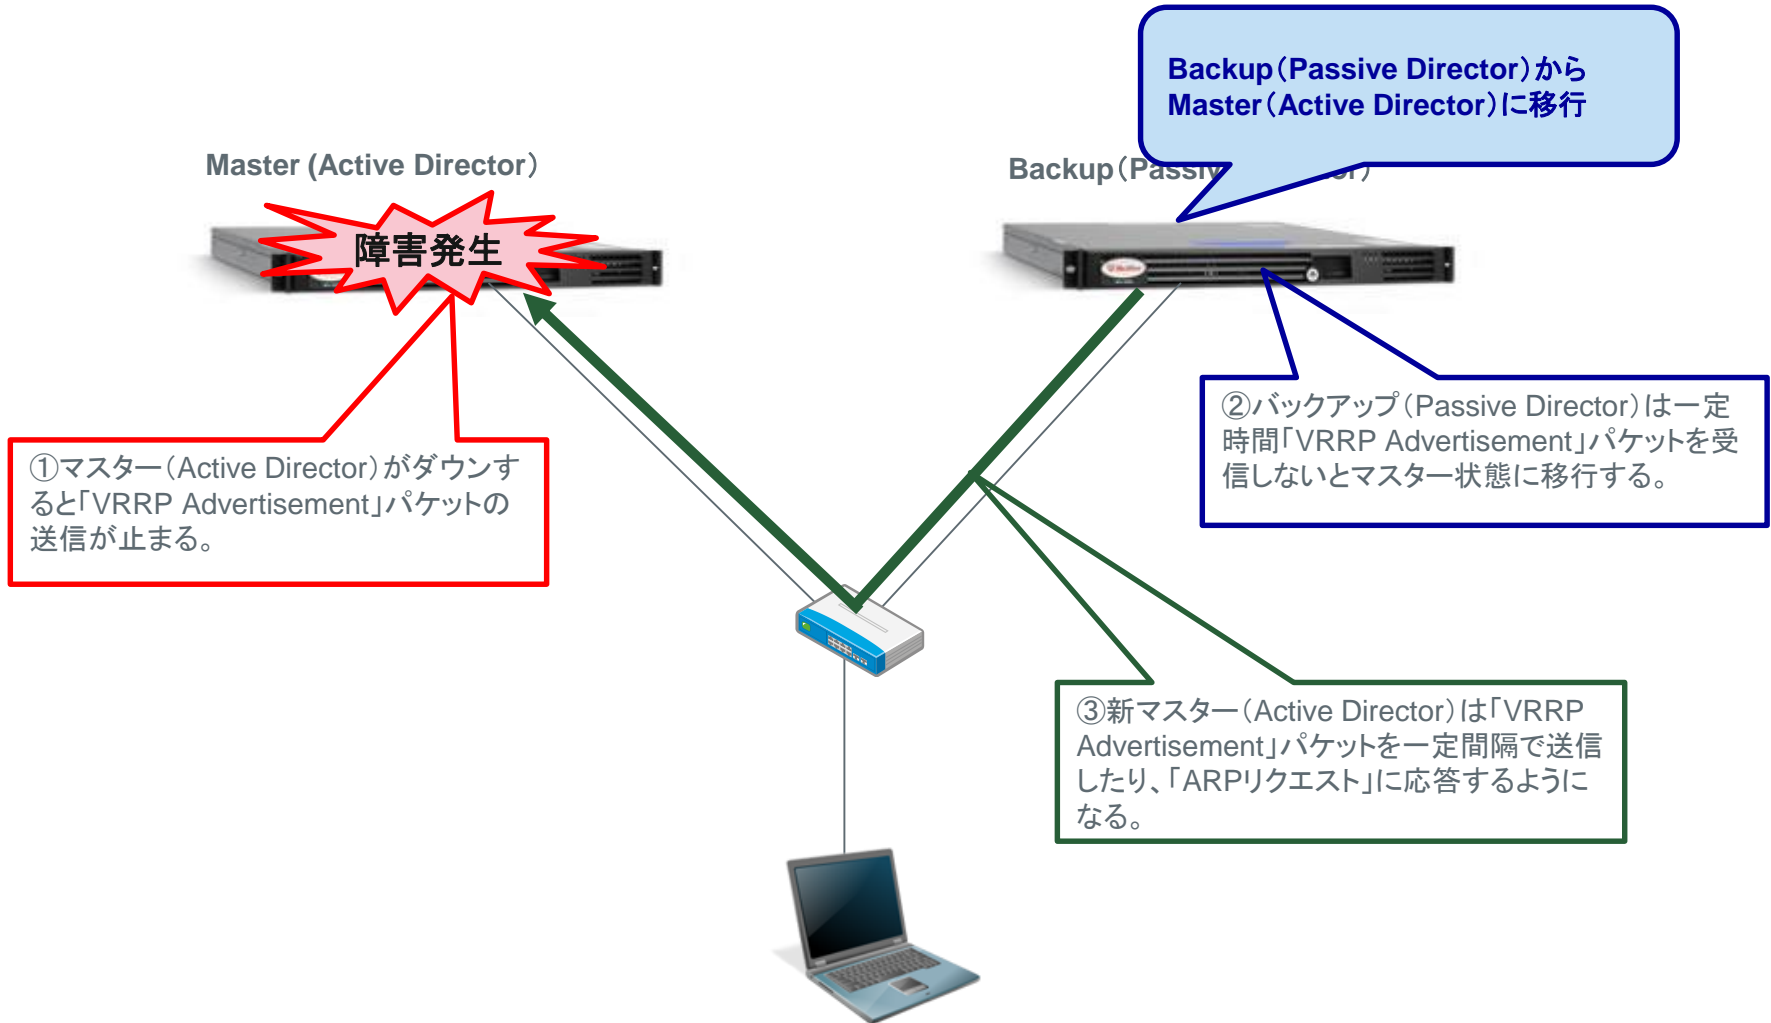 Backup（Passive Director）から
Master（Active Director）に移行
Master (Active Director）
Backup（Passiv
or）
障害発生
①マスター（Active Director）がダウンす
ると「VRRP Advertisement」パケットの
送信が止まる。
②バックアップ（Passive Director）は一定
時間「VRRP Advertisement」パケットを受
信しないとマスター状態に移行する。
③新マスター（Active Director）は「VRRP
Advertisement」パケットを一定間隔で送信
したり、「ARPリクエスト」に応答するように
なる。